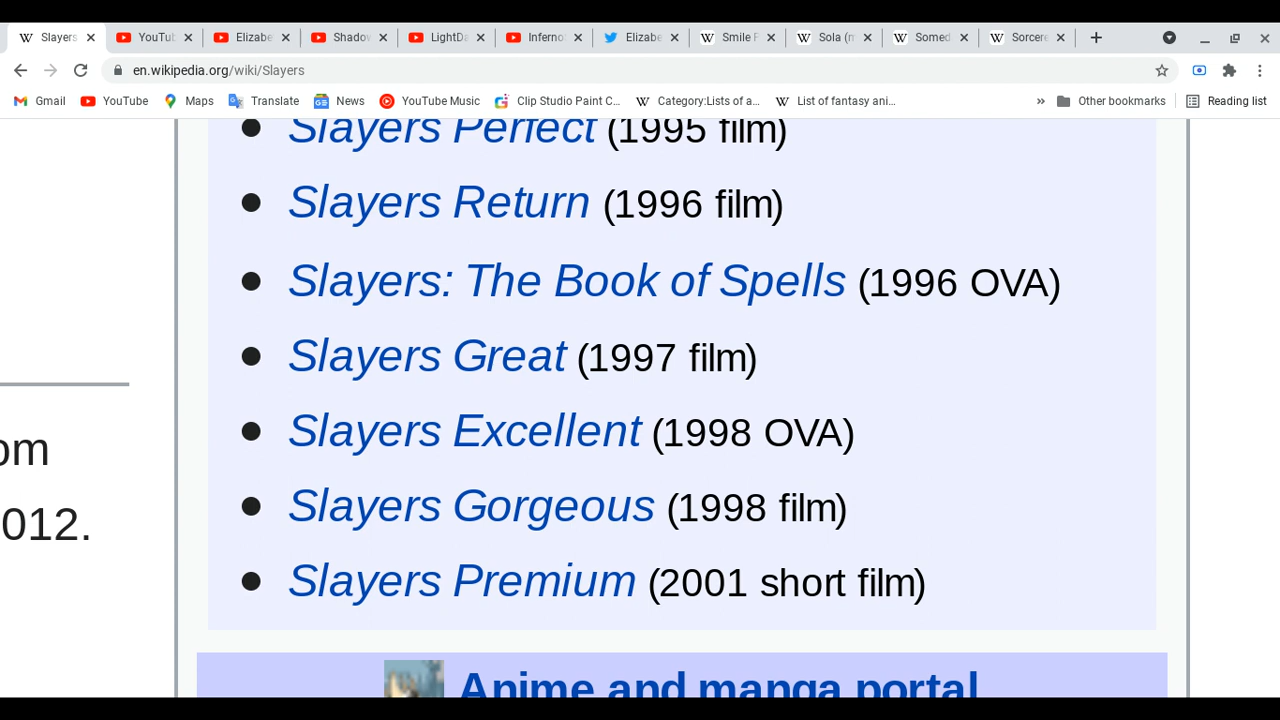 Slayers YouTub Elizabe Shadov LightDa Inferno Elizabe Smile F Sola (m Somed Sorcere
en.wikipedia.org/wiki/Slayers
Gmail YouTube Maps Translate News YouTube Music Clip Studio Paint C... Category:Lists of a... List of fantasy ani... » Other bookmarks Reading list
Slayers Perfect (1995 film)
Slayers Return (1996 film)
Slayers: The Book of Spells (1996 OVA)
Slayers Great (1997 film)
Slayers Excellent (1998 OVA)
om
Slayers Gorgeous (1998 film)
012.
Slayers Premium (2001 short film)
Anime and manga portal